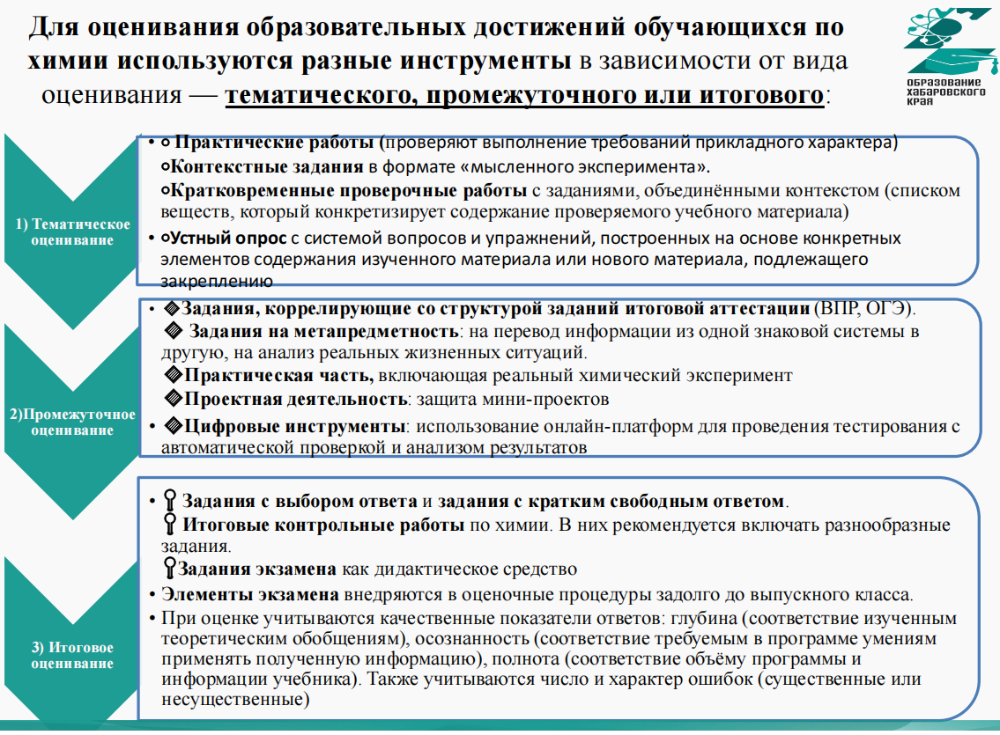 Для оценивания образовательных достижений обучающихся по
химии используются разные инструменты в зависимости от вида
оценивания — тематического, промежуточного или итогового:
ОБРАЗОВАНИЕ
ХАБАРОВСКОГО
КРАЯ
1) Тематическое
оценивание
• Практические работы (проверяют выполнение требований прикладного характера)
Контекстные задания в формате «мысленного эксперимента».
Кратковременные проверочные работы с заданиями, объединёнными контекстом (списком
веществ, который конкретизирует содержание проверяемого учебного материала)
• Устный опрос с системой вопросов и упражнений, построенных на основе конкретных
элементов содержания изученного материала или нового материала, подлежащего
закреплению
2)Промежуточное
оценивание
• Задания, коррелирующие со структурой заданий итоговой аттестации (ВПР, ОГЭ).
Задания на метапредметность: на перевод информации из одной знаковой системы в
другую, на анализ реальных жизненных ситуаций.
Практическая часть, включающая реальный химический эксперимент
Проектная деятельность: защита мини-проектов
• Цифровые инструменты: использование онлайн-платформ для проведения тестирования с
автоматической проверкой и анализом результатов
3) Итоговое
оценивание
• Задания с выбором ответа и задания с кратким свободным ответом.
Итоговые контрольные работы по химии. В них рекомендуется включать разнообразные
задания.
Задания экзамена как дидактическое средство
• Элементы экзамена внедряются в оценочные процедуры задолго до выпускного класса.
• При оценке учитываются качественные показатели ответов: глубина (соответствие изученным
теоретическим обобщениям), осознанность (соответствие требуемым в программе умениям
применять полученную информацию), полнота (соответствие объёму программы и
информации учебника). Также учитываются число и характер ошибок (существенные или
несущественные)